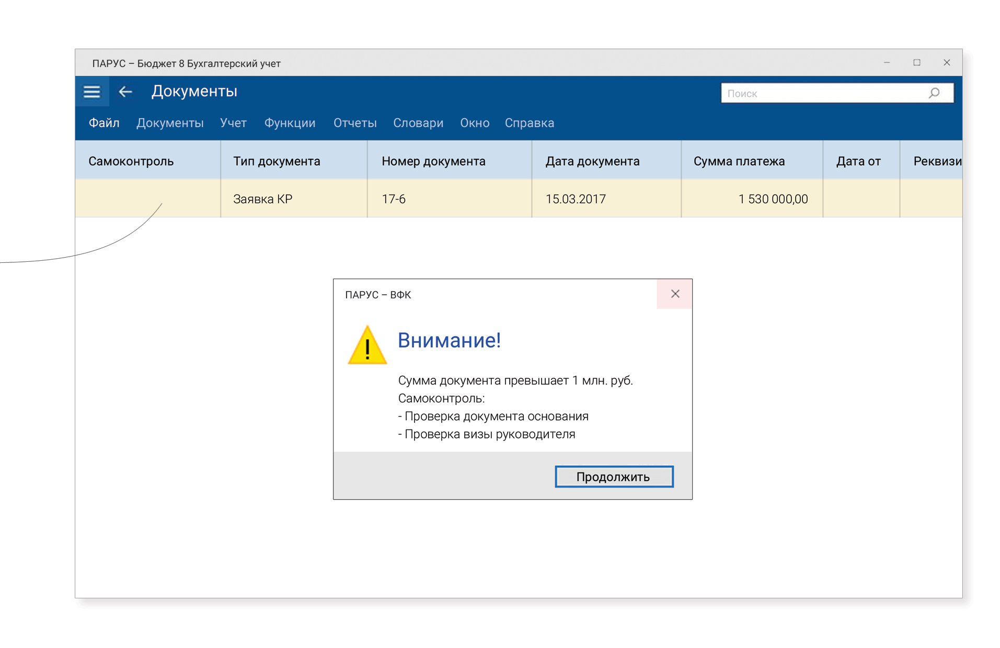 ПАРУС – Бюджет 8 Бухгалтерский учет
Документы
Поиск
Файл Документы Учет Функции Отчеты Словари Окно Справка
Самоконтроль Тип документа Номер документа Дата документа Сумма платежа Дата от Реквизи
Заявка КР 17-6 15.03.2017 1 530 000,00
ПАРУС – ВФК
Внимание!
Сумма документа превышает 1 млн. руб.
Самоконтроль:
- Проверка документа основания
- Проверка визы руководителя
Продолжить